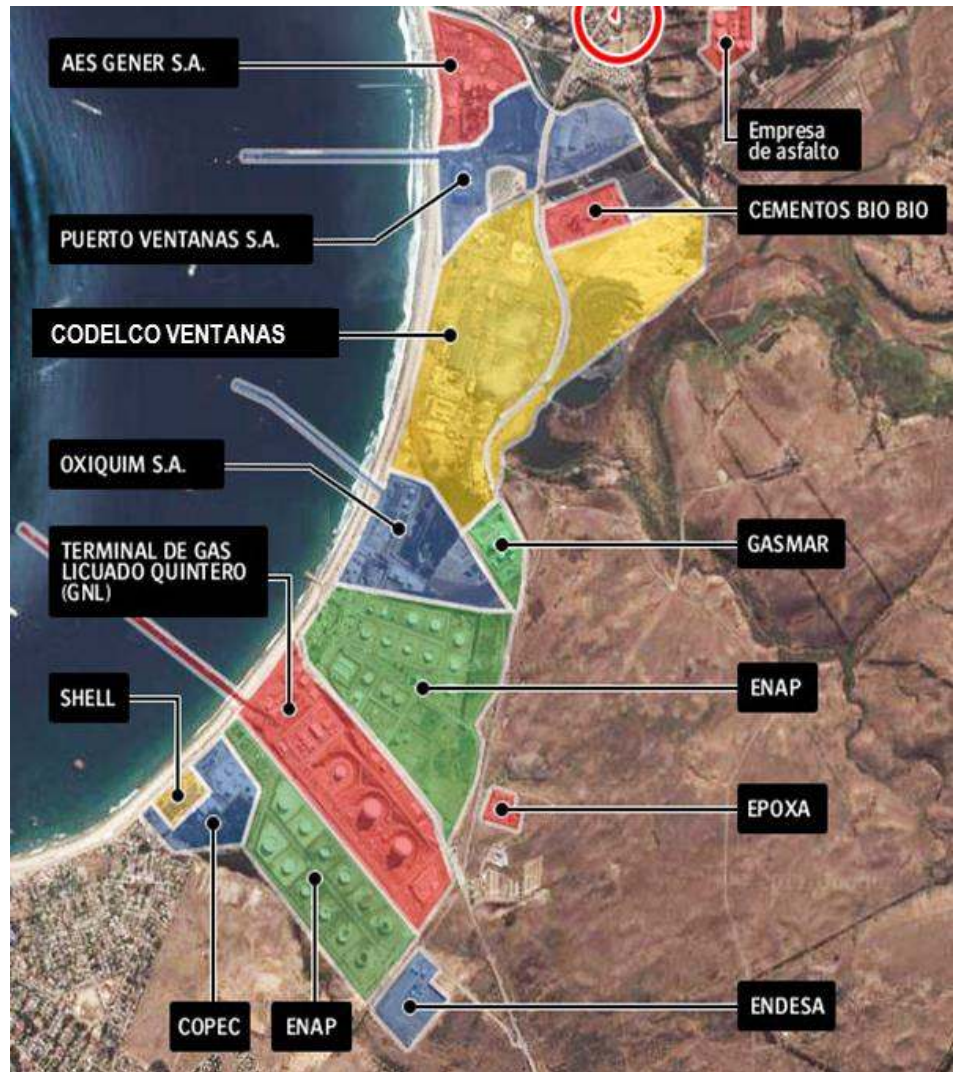 AES GENER S.A.
Empresa
de asfalto
CEMENTOS BIO BIO
PUERTO VENTANAS S.A.
CODELCO VENTANAS
OXIQUIM S.A.
GASMAR
TERMINAL DE GAS
LICUADO QUINTERO
(GNL)
ENAP
SHELL
EPOXA
COPEC
ENAP
ENDESA